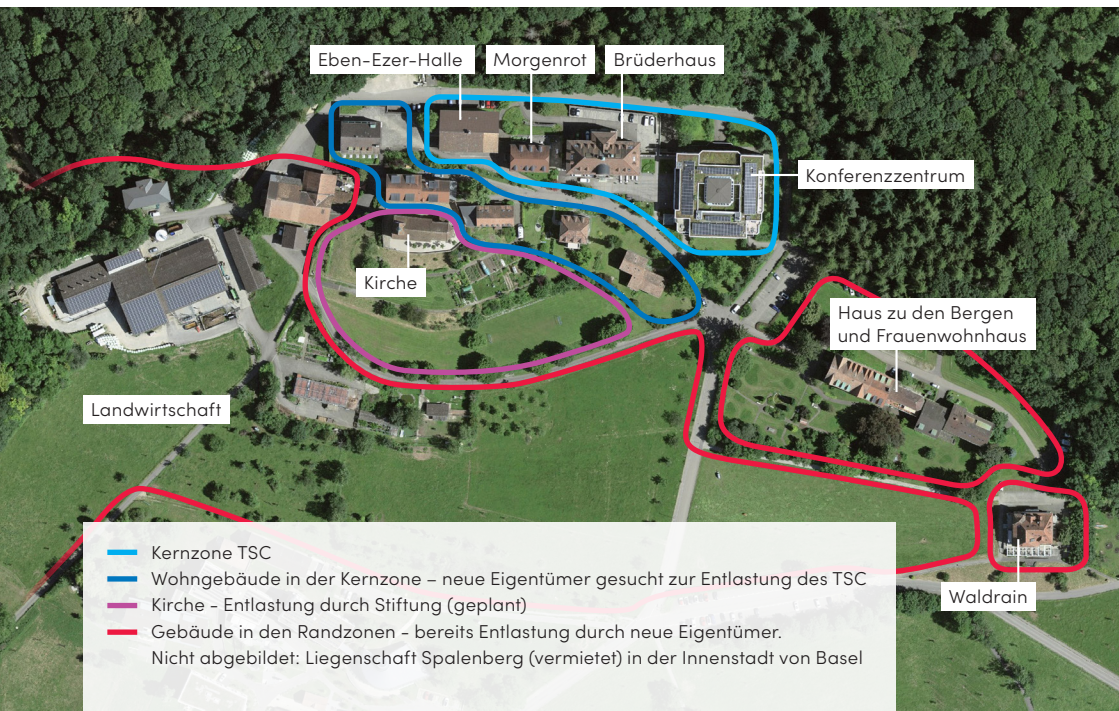 Eben-Ezer-Halle
Morgenrot
Brüderhaus
Konferenzzentrum
Kirche
Haus zu den Bergen
und Frauenwohnhaus
Landwirtschaft
Waldrain
Kernzone TSC
Wohngebäude in der Kernzone – neue Eigentümer gesucht zur Entlastung des TSC
Kirche - Entlastung durch Stiftung (geplant)
Gebäude in den Randzonen - bereits Entlastung durch neue Eigentümer.
Nicht abgebildet: Liegenschaft Spalenberg (vermietet) in der Innenstadt von Basel